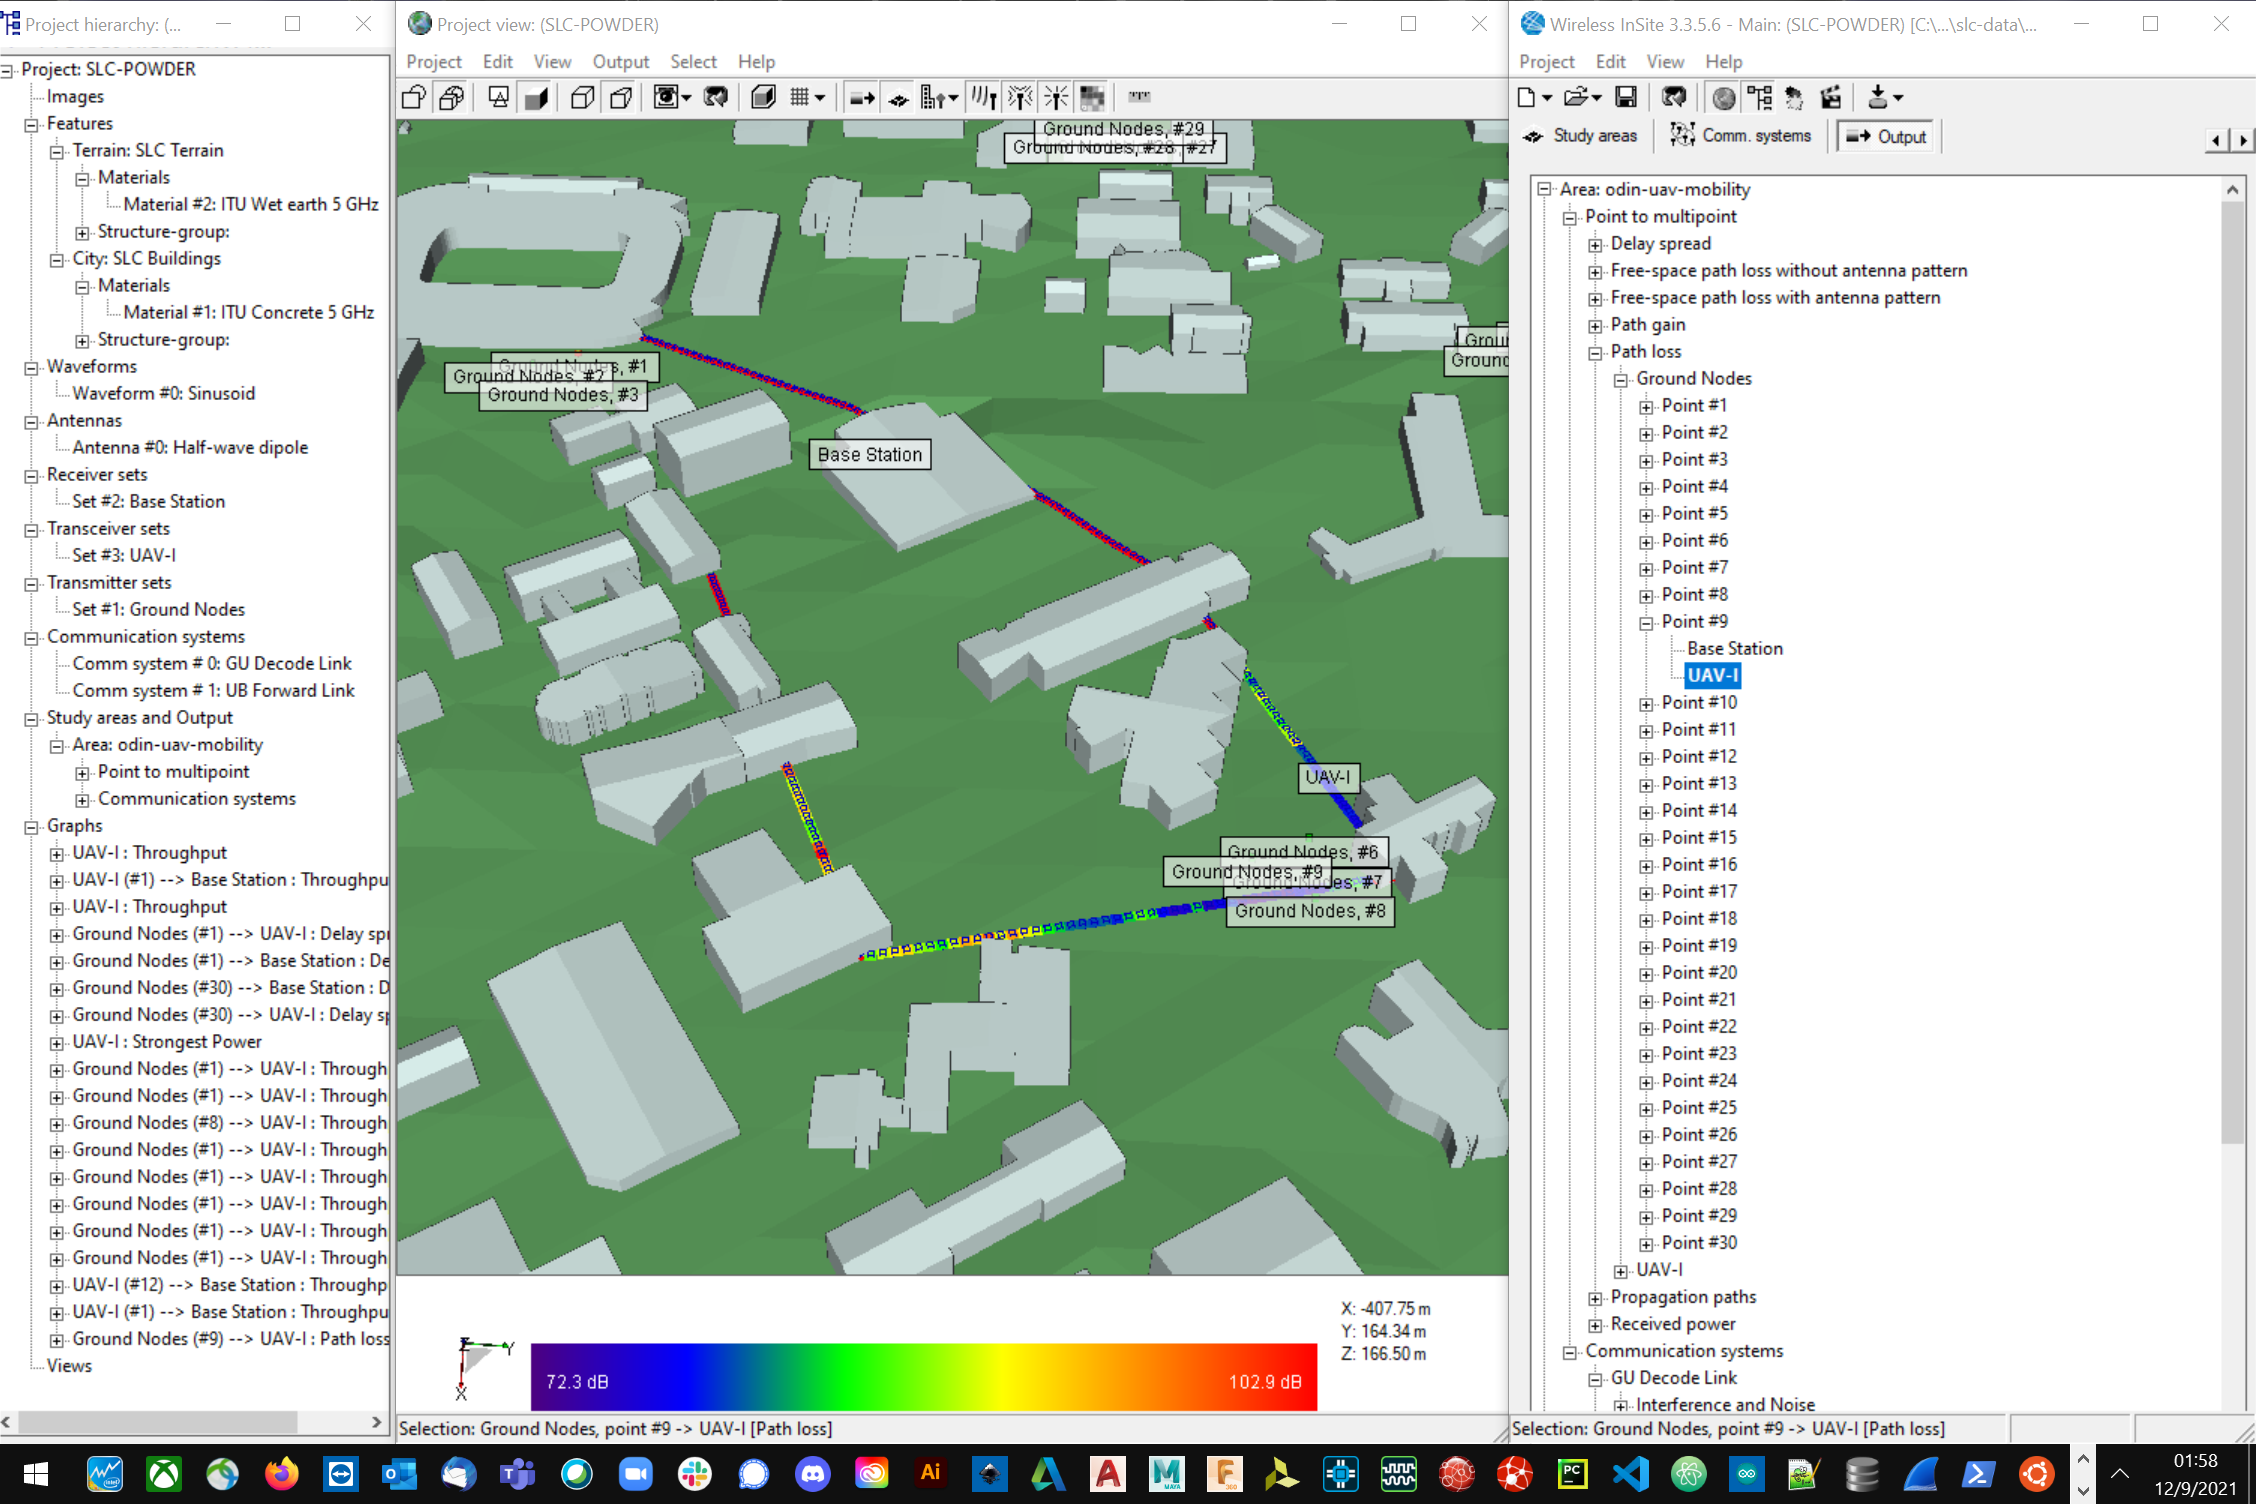 Project hierarchy: (...
Project: SLC-POWDER
Images
Features
Terrain: SLC Terrain
Materials
Material #2: ITU Wet earth 5 GHz
Structure-group:
City: SLC Buildings
Materials
Material #1: ITU Concrete 5 GHz
Structure-group:
Waveforms
Waveform #0: Sinusoid
Antennas
Antenna #0: Half-wave dipole
Receiver sets
Set #2: Base Station
Transceiver sets
Set #3: UAV-I
Transmitter sets
Set #1: Ground Nodes
Communication systems
Comm system # 0: GU Decode Link
Comm system # 1: UB Forward Link
Study areas and Output
Area: odin-uav-mobility
Point to multipoint
Communication systems
Graphs
UAV-I : Throughput
UAV-I (#1) --> Base Station : Throughpu
UAV-I : Throughput
Ground Nodes (#1) --> UAV-I : Delay spr
Ground Nodes (#1) --> Base Station : De
Ground Nodes (#30) --> Base Station : D
Ground Nodes (#30) --> UAV-I : Delay sp
UAV-I : Strongest Power
Ground Nodes (#1) --> UAV-I : Through
Ground Nodes (#1) --> UAV-I : Through
Ground Nodes (#8) --> UAV-I : Through
Ground Nodes (#1) --> UAV-I : Through
Ground Nodes (#1) --> UAV-I : Through
Ground Nodes (#1) --> UAV-I : Through
Ground Nodes (#1) --> UAV-I : Through
Ground Nodes (#1) --> UAV-I : Through
UAV-I (#12) --> Base Station : Throughp
UAV-I (#1) --> Base Station : Throughpu
Ground Nodes (#9) --> UAV-I : Path loss
Views
Project view: (SLC-POWDER)
Project Edit View Output Select Help
Ground Nodes, #29
Ground Nodes, #28, #27
Ground Nodes, #1
Ground Nodes, #2
Ground Nodes, #3
Base Station
Grou
Ground
UAV-I
Ground Nodes, #6
Ground Nodes, #9
Ground Nodes, #7
Ground Nodes, #8
X: -407.75 m
Y: 164.34 m
Z: 166.50 m
Z
Y
X
72.3 dB
102.9 dB
Selection: Ground Nodes, point #9 -> UAV-I [Path loss]
Wireless InSite 3.3.5.6 - Main: (SLC-POWDER) [C:\...\slc-data\...
Project Edit View Help
Study areas Comm. systems Output
Area: odin-uav-mobility
Point to multipoint
Delay spread
Free-space path loss without antenna pattern
Free-space path loss with antenna pattern
Path gain
Path loss
Ground Nodes
Point #1
Point #2
Point #3
Point #4
Point #5
Point #6
Point #7
Point #8
Point #9
Base Station
UAV-I
Point #10
Point #11
Point #12
Point #13
Point #14
Point #15
Point #16
Point #17
Point #18
Point #19
Point #20
Point #21
Point #22
Point #23
Point #24
Point #25
Point #26
Point #27
Point #28
Point #29
Point #30
UAV-I
Propagation paths
Received power
Communication systems
GU Decode Link
Interference and Noise
Selection: Ground Nodes, point #9 -> UAV-I [Path loss]
Ai
MAYA
360
PC
01:58
12/9/2021